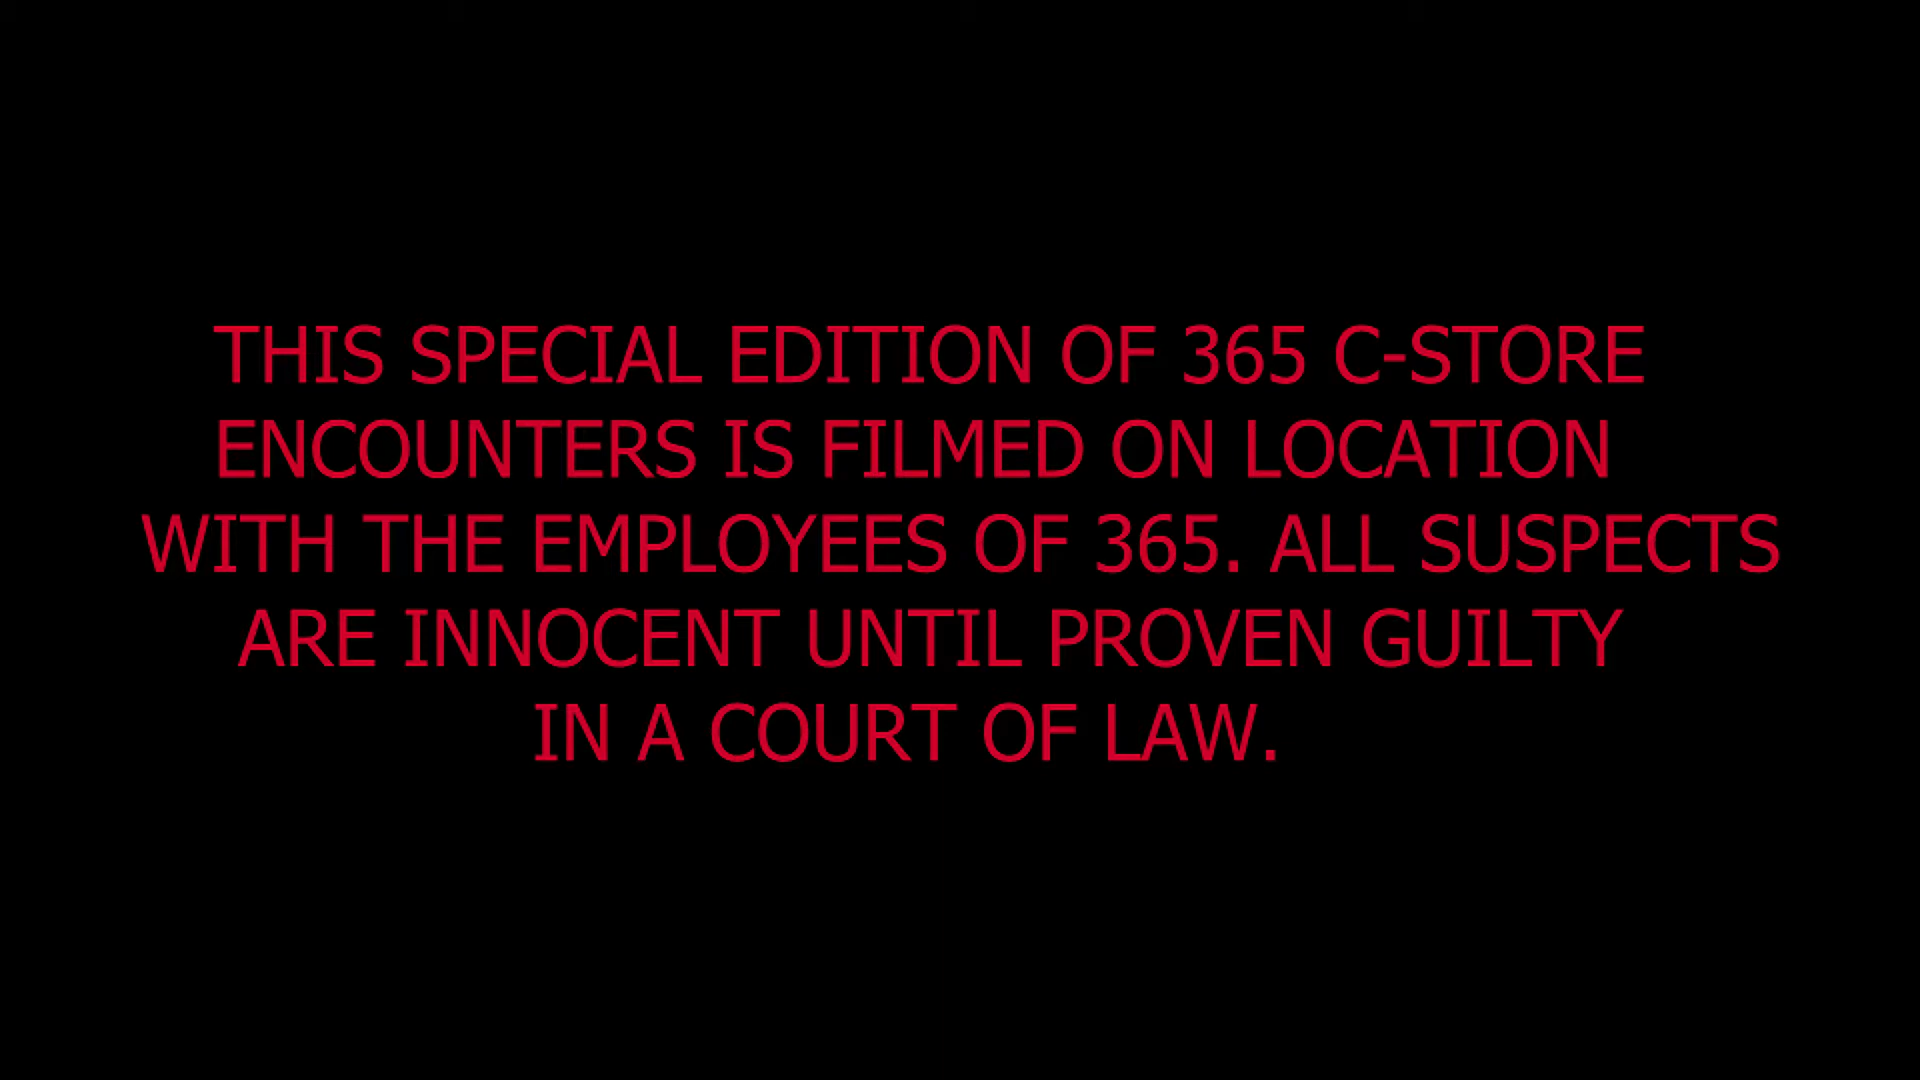 THIS SPECIAL EDITION OF 365 C-STORE
ENCOUNTERS IS FILMED ON LOCATION
WITH THE EMPLOYEES OF 365. ALL SUSPECTS
ARE INNOCENT UNTIL PROVEN GUILTY
IN A COURT OF LAW.